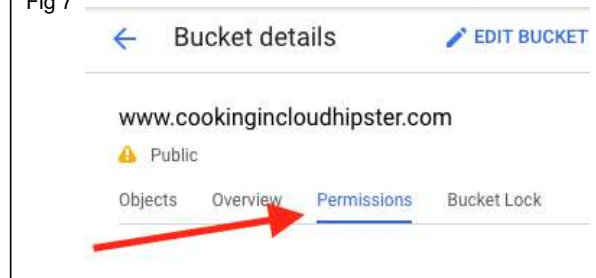 Fig 7
Bucket details EDIT BUCKET
www.cookingincloudhipster.com
Public
Objects Overview Permissions Bucket Lock